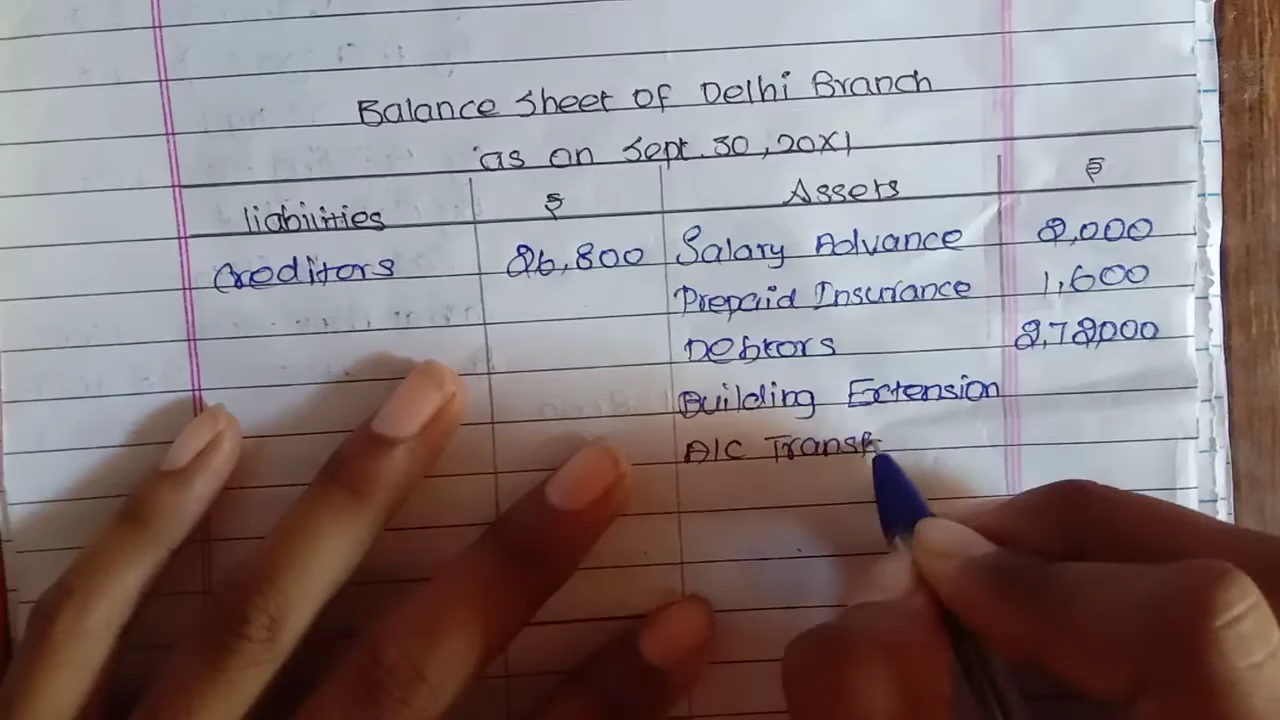 Balance Sheet of Delhi Branch
as on Sept. 30, 20X1
liabilities ₹ Assets ₹
Creditors 26,800 Salary Advance 2,000
Prepaid Insurance 1,600
Debtors 2,72,000
Building Extension
A/C Transf